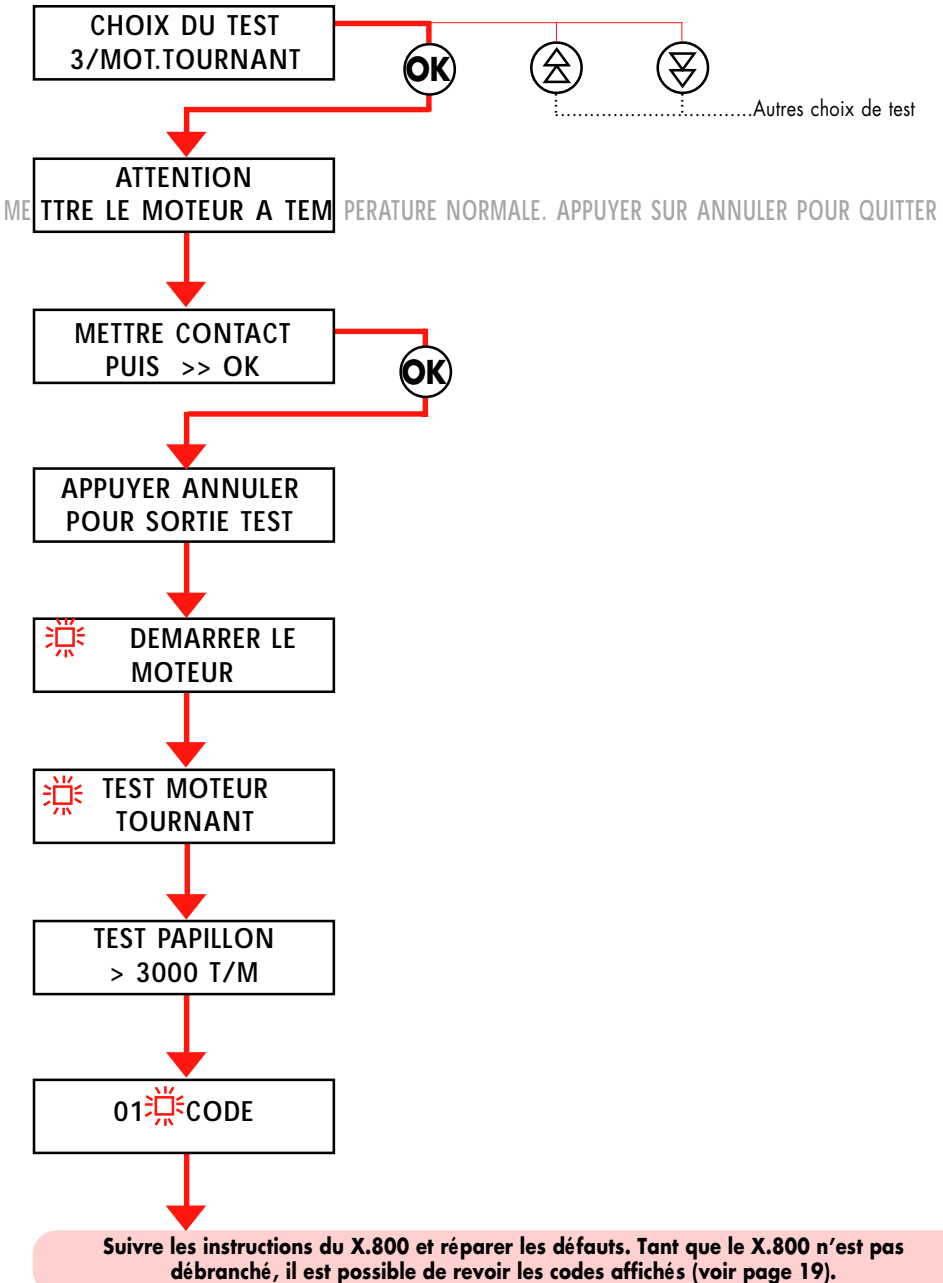 CHOIX DU TEST
3/MOT.TOURNANT
OK
Autres choix de test
ATTENTION
METTRE LE MOTEUR A TEMPERATURE NORMALE. APPUYER SUR ANNULER POUR QUITTER
METTRE CONTACT
PUIS >> OK
OK
APPUYER ANNULER
POUR SORTIE TEST
DEMARRER LE
MOTEUR
TEST MOTEUR
TOURNANT
TEST PAPILLON
> 3000 T/M
01 CODE
Suivre les instructions du X.800 et réparer les défauts. Tant que le X.800 n’est pas
débranché, il est possible de revoir les codes affichés (voir page 19).